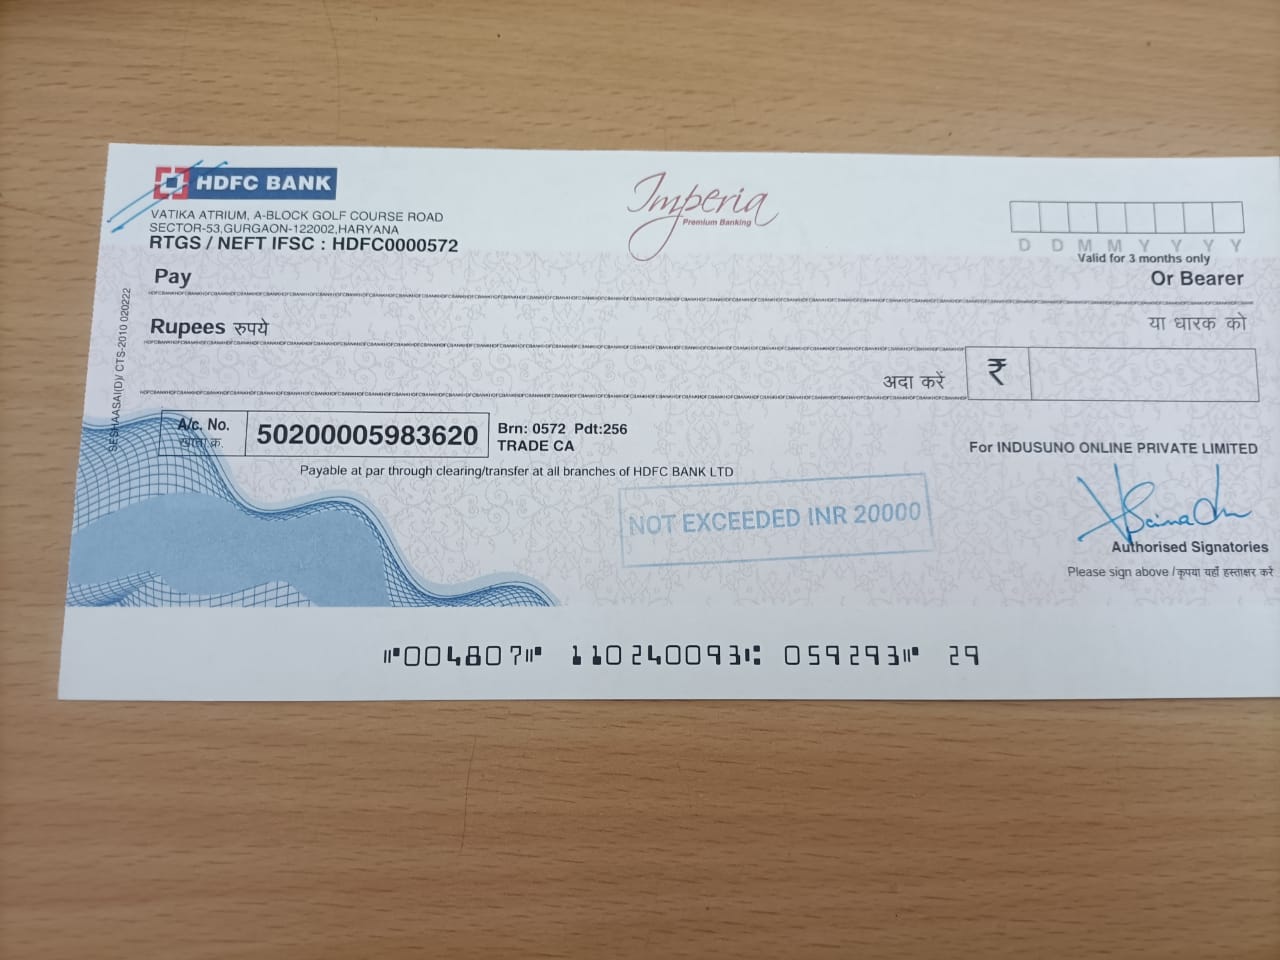 HDFC BANK
Imperia
Premium Banking
VATIKA ATRIUM, A-BLOCK GOLF COURSE ROAD
SECTOR-53,GURGAON-122002,HARYANA
RTGS / NEFT IFSC : HDFC0000572
D D M M Y Y Y Y
Valid for 3 months only
Pay
Or Bearer
Rupees रुपये
या धारक को
अदा करें
₹
SESHAASAI(D)/ CTS-2010 020222
A/c. No.
खाता क्र.
50200005983620
Brn: 0572 Pdt:256
TRADE CA
Payable at par through clearing/transfer at all branches of HDFC BANK LTD
For INDUSUNO ONLINE PRIVATE LIMITED
NOT EXCEEDED INR 20000
Authorised Signatories
Please sign above / कृपया यहाँ हस्ताक्षर करें
⑈004807⑈ 110240093⑆ 059293⑈ 29